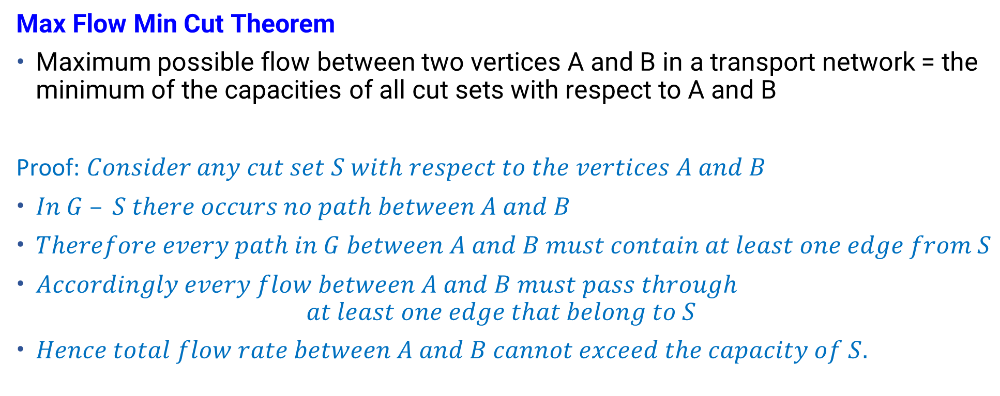 Max Flow Min Cut Theorem
• Maximum possible flow between two vertices A and B in a transport network = the
minimum of the capacities of all cut sets with respect to A and B
Proof: Consider any cut set S with respect to the vertices A and B
• In G − S there occurs no path between A and B
• Therefore every path in G between A and B must contain at least one edge from S
• Accordingly every flow between A and B must pass through
at least one edge that belong to S
• Hence total flow rate between A and B cannot exceed the capacity of S.